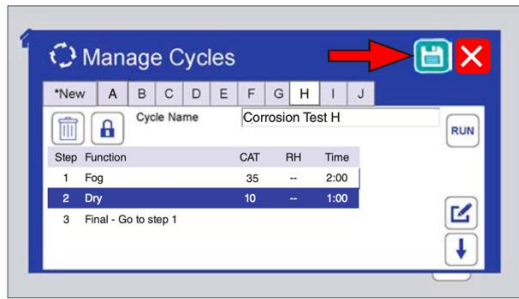 Manage Cycles
*New A B C D E F G H I J
Cycle Name Corrosion Test H
RUN
Step Function CAT RH Time
1 Fog 35 -- 2:00
2 Dry 10 -- 1:00
3 Final - Go to step 1